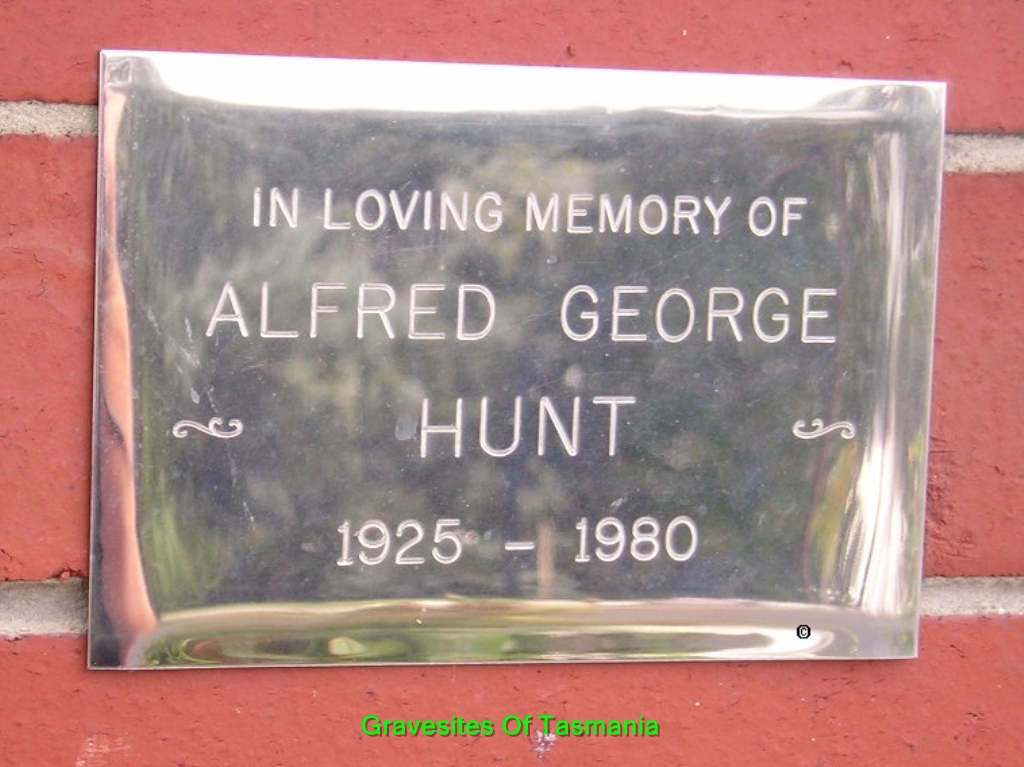 IN LOVING MEMORY OF
ALFRED GEORGE
HUNT
1925 - 1980
©
Gravesites Of Tasmania